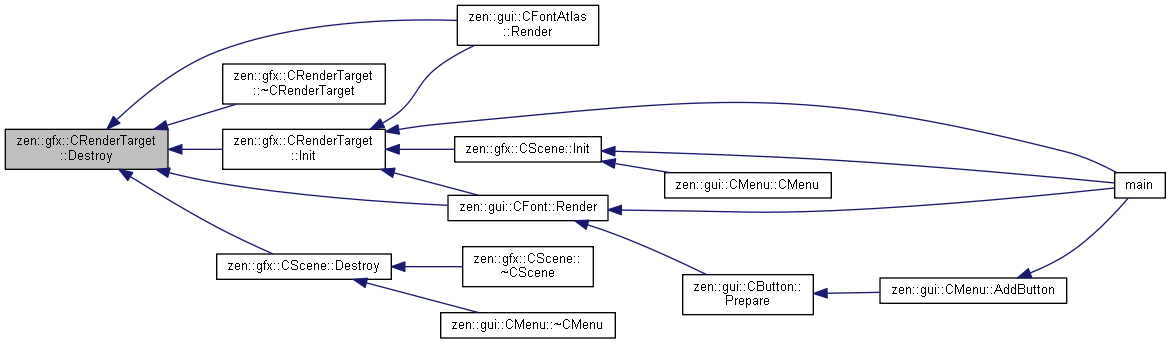 zen::gui::CFontAtlas
::Render
zen::gfx::CRenderTarget
::~CRenderTarget
zen::gfx::CRenderTarget
::Destroy
zen::gfx::CRenderTarget
::Init
zen::gfx::CScene::Init
zen::gui::CMenu::CMenu
main
zen::gui::CFont::Render
zen::gfx::CScene::Destroy
zen::gfx::CScene::
~CScene
zen::gui::CButton::
Prepare
zen::gui::CMenu::AddButton
zen::gui::CMenu::~CMenu